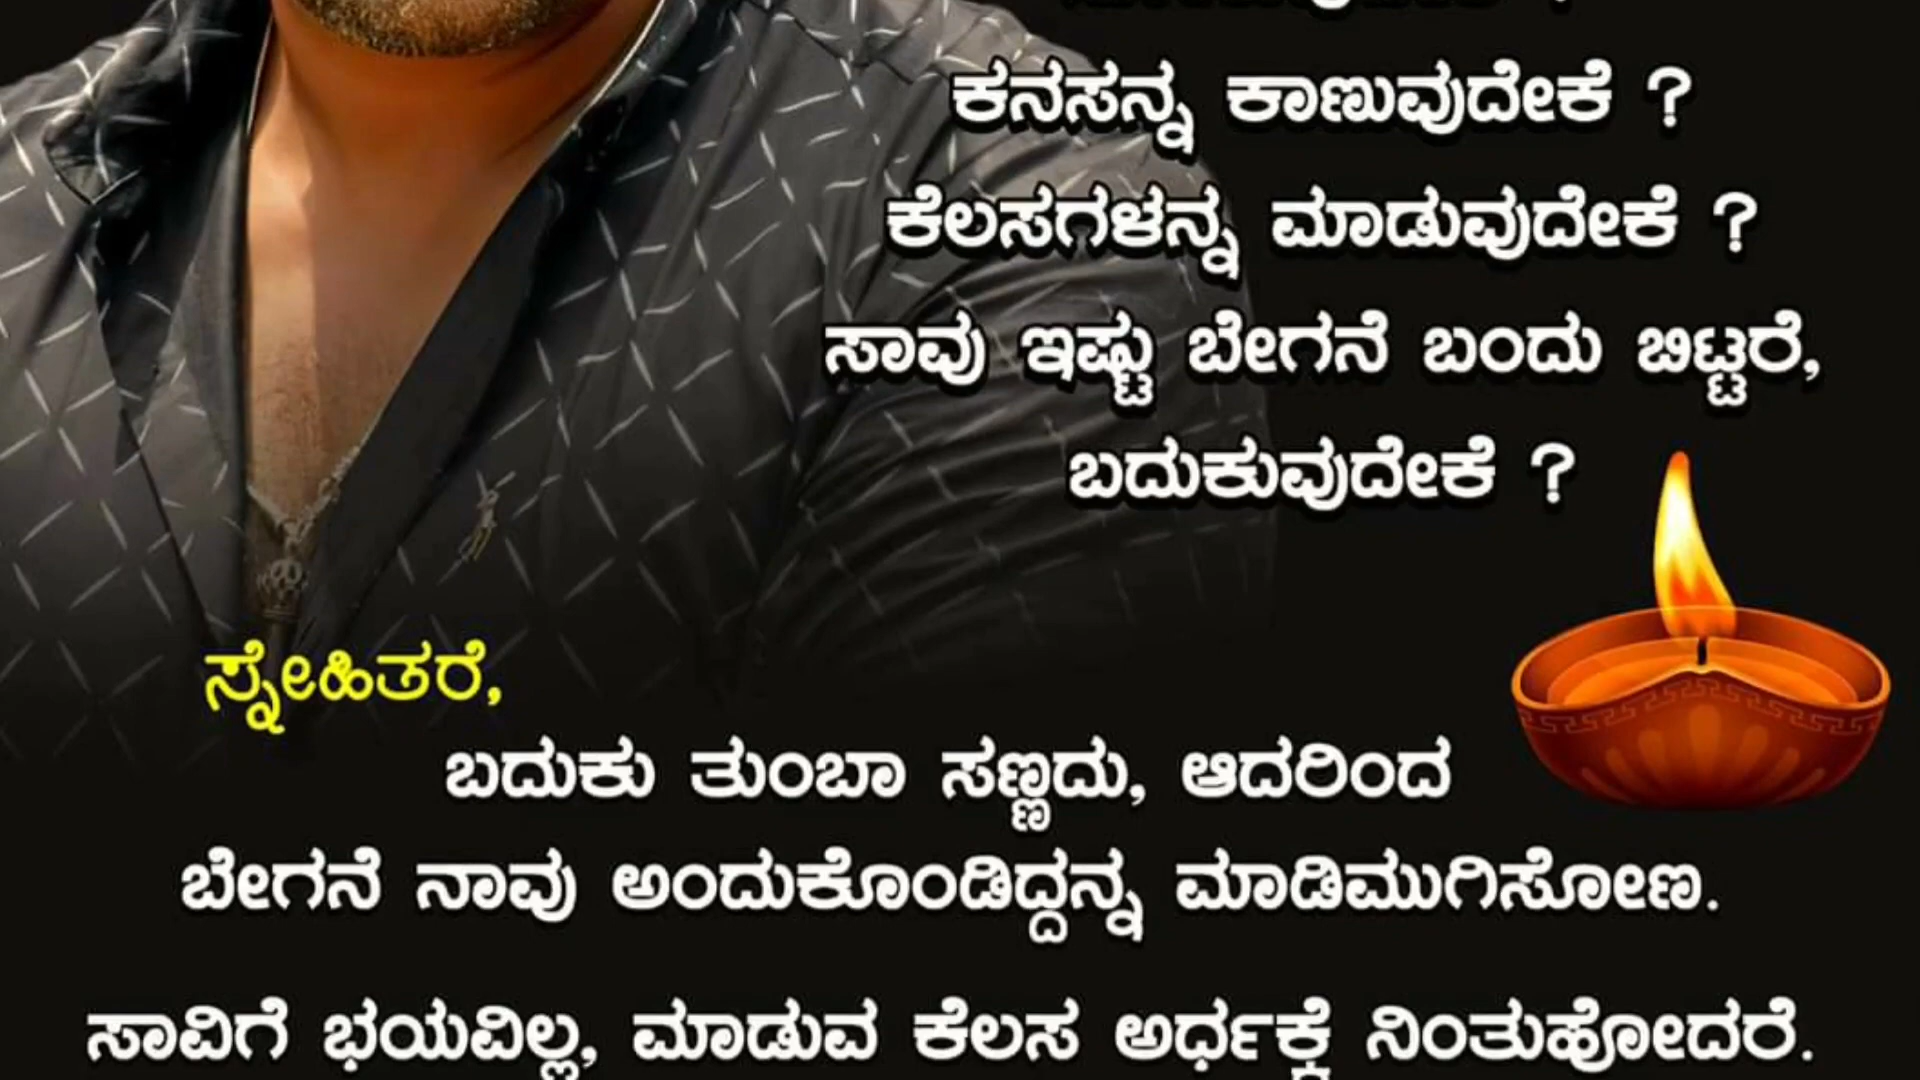 ಕನಸನ್ನ ಕಾಣುವುದೇಕೆ ?
ಕೆಲಸಗಳನ್ನ ಮಾಡುವುದೇಕೆ ?
ಸಾವು ಇಷ್ಟು ಬೇಗನೆ ಬಂದು ಬಿಟ್ಟರೆ,
ಬದುಕುವುದೇಕೆ ?
ಸ್ನೇಹಿತರೆ,
ಬದುಕು ತುಂಬಾ ಸಣ್ಣದು, ಆದರಿಂದ
ಬೇಗನೆ ನಾವು ಅಂದುಕೊಂಡಿದ್ದನ್ನ ಮಾಡಿಮುಗಿಸೋಣ.
ಸಾವಿಗೆ ಭಯವಿಲ್ಲ, ಮಾಡುವ ಕೆಲಸ ಅರ್ಧಕ್ಕೆ ನಿಂತುಹೋದರೆ.